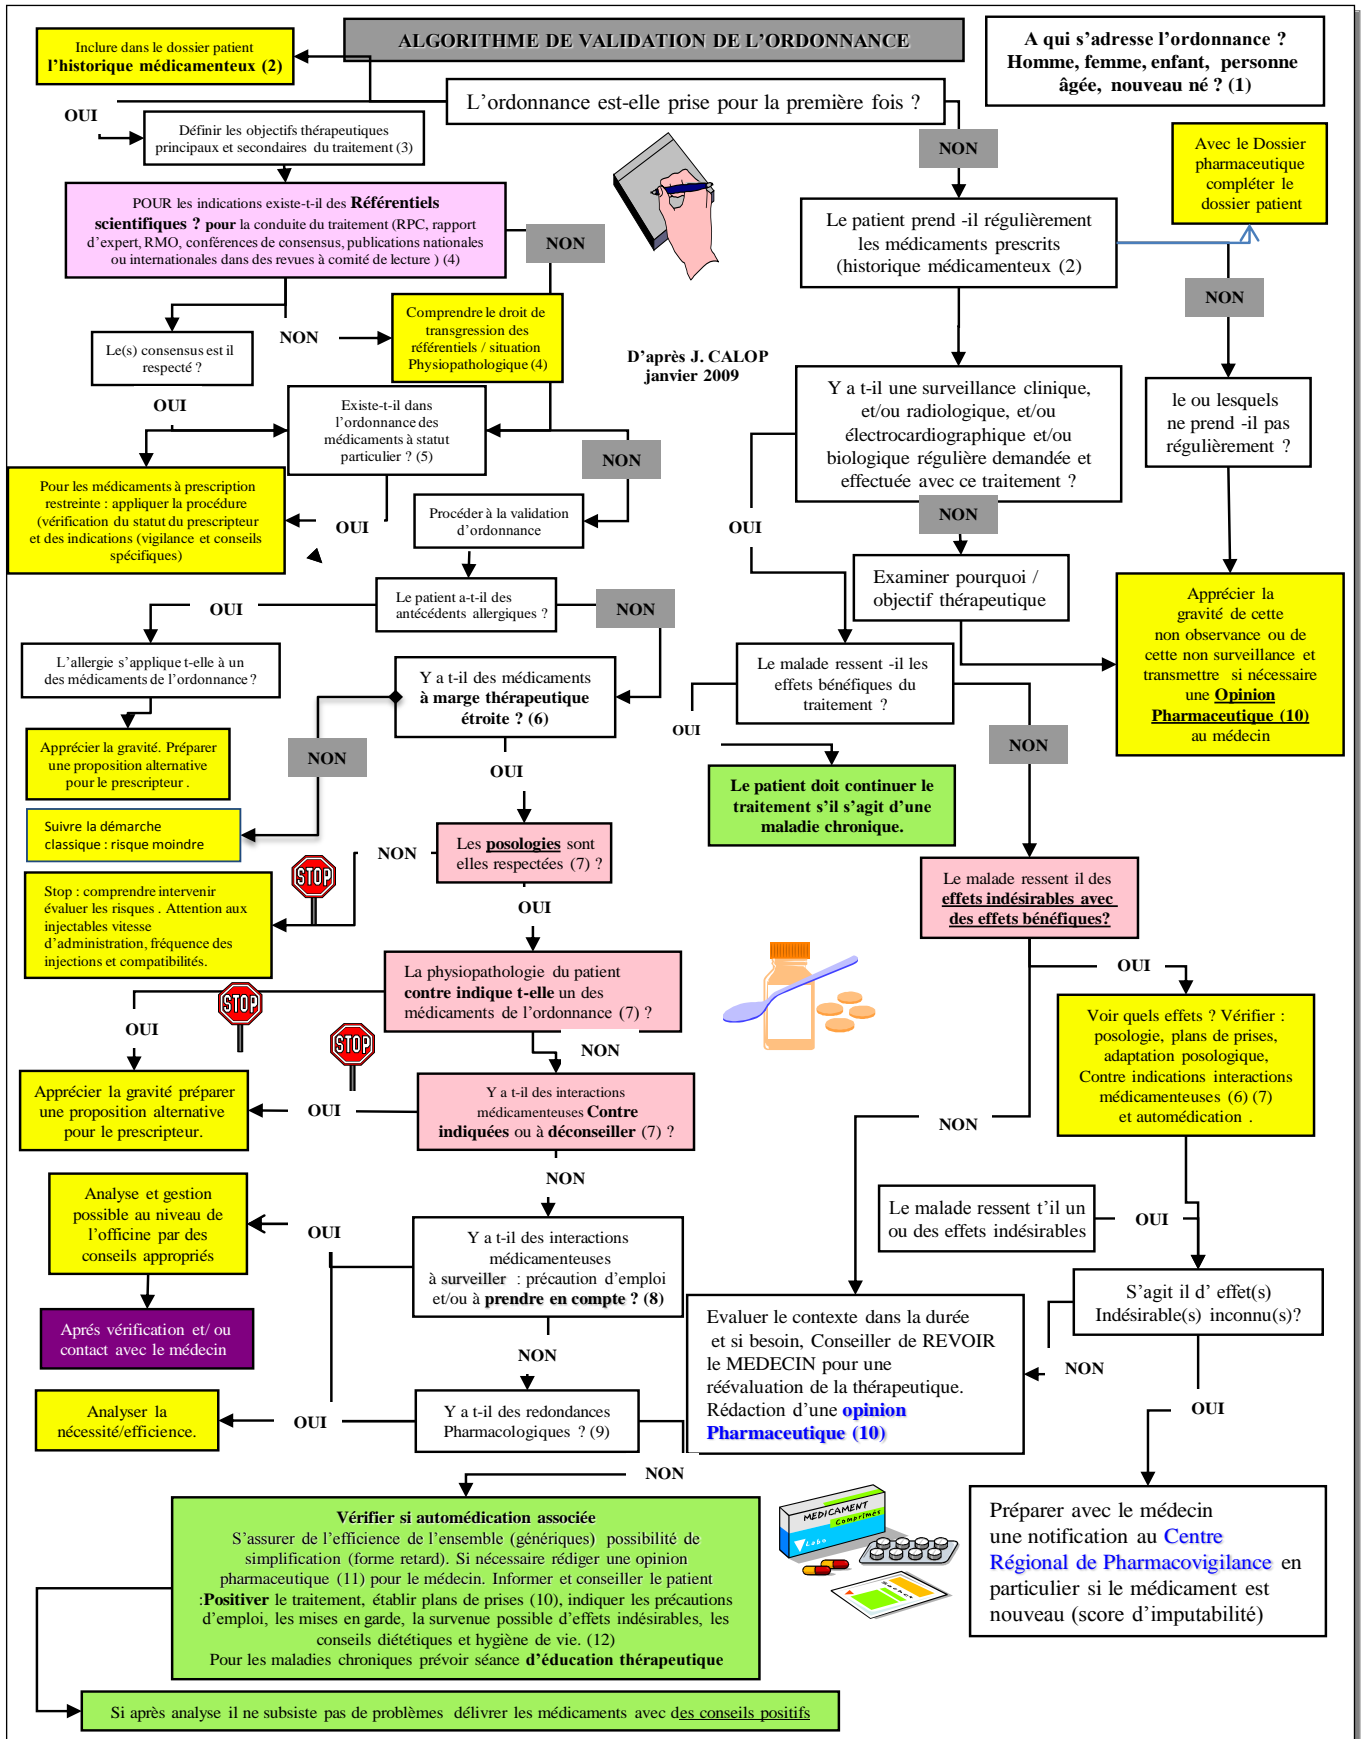 ALGORITHME DE VALIDATION DE L’ORDONNANCE
Inclure dans le dossier patient
l’historique médicamenteux (2)
A qui s’adresse l’ordonnance ?
Homme, femme, enfant, personne
âgée, nouveau né ? (1)
L’ordonnance est-elle prise pour la première fois ?
OUI
NON
Définir les objectifs thérapeutiques
principaux et secondaires du traitement (3)
Avec le Dossier
pharmaceutique
compléter le
dossier patient
POUR les indications existe-t-il des Référentiels
scientifiques ? pour la conduite du traitement (RPC, rapport
d’expert, RMO, conférences de consensus, publications nationales
ou internationales dans des revues à comité de lecture ) (4)
NON
Le patient prend -il régulièrement
les médicaments prescrits
(historique médicamenteux (2)
NON
Le(s) consensus est il
respecté ?
NON
Comprendre le droit de
transgression des
référentiels / situation
Physiopathologique (4)
D’après J. CALOP
janvier 2009
Y a t-il une surveillance clinique,
et/ou radiologique, et/ou
électrocardiographique et/ou
biologique régulière demandée et
effectuée avec ce traitement ?
le ou lesquels
ne prend -il pas
régulièrement ?
OUI
Existe-t-il dans
l’ordonnance des
médicaments à statut
particulier ? (5)
NON
Pour les médicaments à prescription
restreinte : appliquer la procédure
(vérification du statut du prescripteur
et des indications (vigilance et conseils
spécifiques)
OUI
Procéder à la validation
d’ordonnance
OUI
NON
Examiner pourquoi /
objectif thérapeutique
Apprécier la
gravité de cette
non observance ou de
cette non surveillance et
transmettre si nécessaire
une Opinion
Pharmaceutique (10)
au médecin
OUI
Le patient a-t-il des
antécédents allergiques ?
NON
L’allergie s’applique t-elle à un
des médicaments de l’ordonnance ?
Y a t-il des médicaments
à marge thérapeutique
étroite ? (6)
Le malade ressent -il les
effets bénéfiques du
traitement ?
OUI
NON
Apprécier la gravité. Préparer
une proposition alternative
pour le prescripteur .
NON
OUI
Le patient doit continuer le
traitement s’il s’agit d’une
maladie chronique.
Suivre la démarche
classique : risque moindre
NON
Les posologies sont
elles respectées (7) ?
STOP
Stop : comprendre intervenir
évaluer les risques . Attention aux
injectables vitesse
d’administration, fréquence des
injections et compatibilités.
OUI
Le malade ressent il des
effets indésirables avec
des effets bénéfiques?
La physiopathologie du patient
contre indique t-elle un des
médicaments de l’ordonnance (7) ?
OUI
STOP
OUI
STOP
NON
Voir quels effets ? Vérifier :
posologie, plans de prises,
adaptation posologique,
Contre indications interactions
médicamenteuses (6) (7)
et automédication .
Apprécier la gravité préparer
une proposition alternative
pour le prescripteur.
OUI
Y a t-il des interactions
médicamenteuses Contre
indiquées ou à déconseiller (7) ?
NON
NON
Analyse et gestion
possible au niveau de
l’officine par des
conseils appropriés
OUI
Y a t-il des interactions
médicamenteuses
à surveiller : précaution d’emploi
et/ou à prendre en compte ? (8)
Le malade ressent t’il un
ou des effets indésirables
OUI
S’agit il d’ effet(s)
Indésirable(s) inconnu(s)?
Aprés vérification et/ ou
contact avec le médecin
NON
Evaluer le contexte dans la durée
et si besoin, Conseiller de REVOIR
le MEDECIN pour une
réévaluation de la thérapeutique.
Rédaction d’une opinion
Pharmaceutique (10)
NON
OUI
Analyser la
nécessité/efficience.
OUI
Y a t-il des redondances
Pharmacologiques ? (9)
NON
Vérifier si automédication associée
S’assurer de l’efficience de l’ensemble (génériques) possibilité de
simplification (forme retard). Si nécessaire rédiger une opinion
pharmaceutique (11) pour le médecin. Informer et conseiller le patient
:Positiver le traitement, établir plans de prises (10), indiquer les précautions
d’emploi, les mises en garde, la survenue possible d’effets indésirables, les
conseils diététiques et hygiène de vie. (12)
Pour les maladies chroniques prévoir séance d’éducation thérapeutique
MEDICAMENT
Comprimés
Labo
Préparer avec le médecin
une notification au Centre
Régional de Pharmacovigilance en
particulier si le médicament est
nouveau (score d’imputabilité)
Si après analyse il ne subsiste pas de problèmes délivrer les médicaments avec des conseils positifs